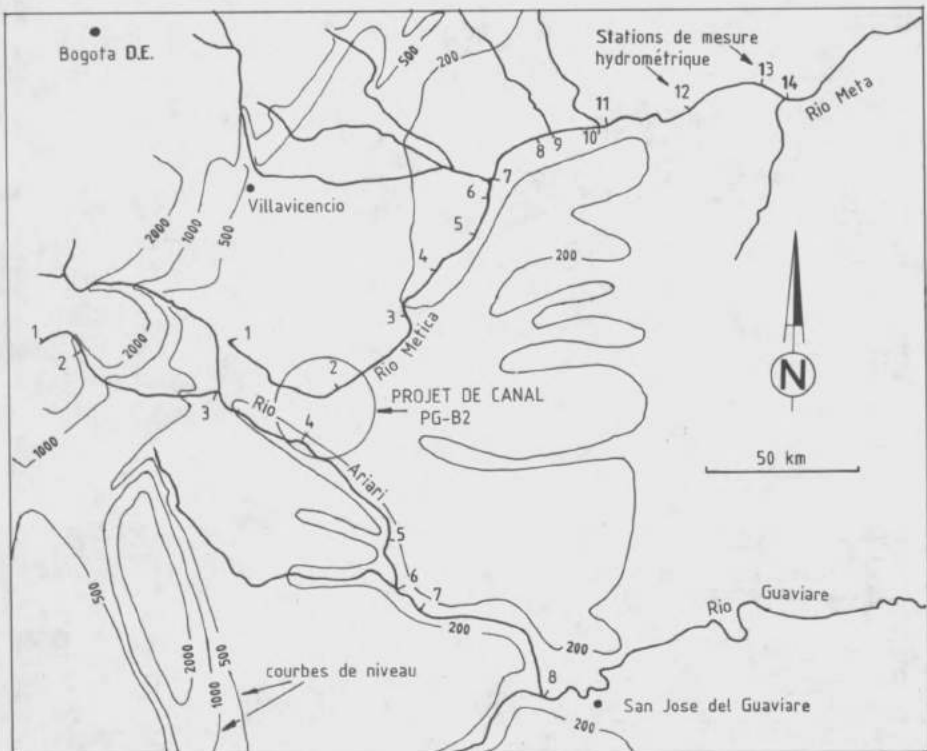 Bogota D.E.
500
200
Stations de mesure
hydrométrique
12
13
14
Rio Meta
11
10
9
8
7
6
5
4
3
Villavicencio
2000
1000
500
200
Rio Metica
1
2
1
2
2000
1000
3
PROJET DE CANAL
PG-B2
N
50 km
Rio
4
Ariari
5
6
7
8
200
200
200
Rio Guaviare
San Jose del Guaviare
500
2000
1000
500
courbes de niveau